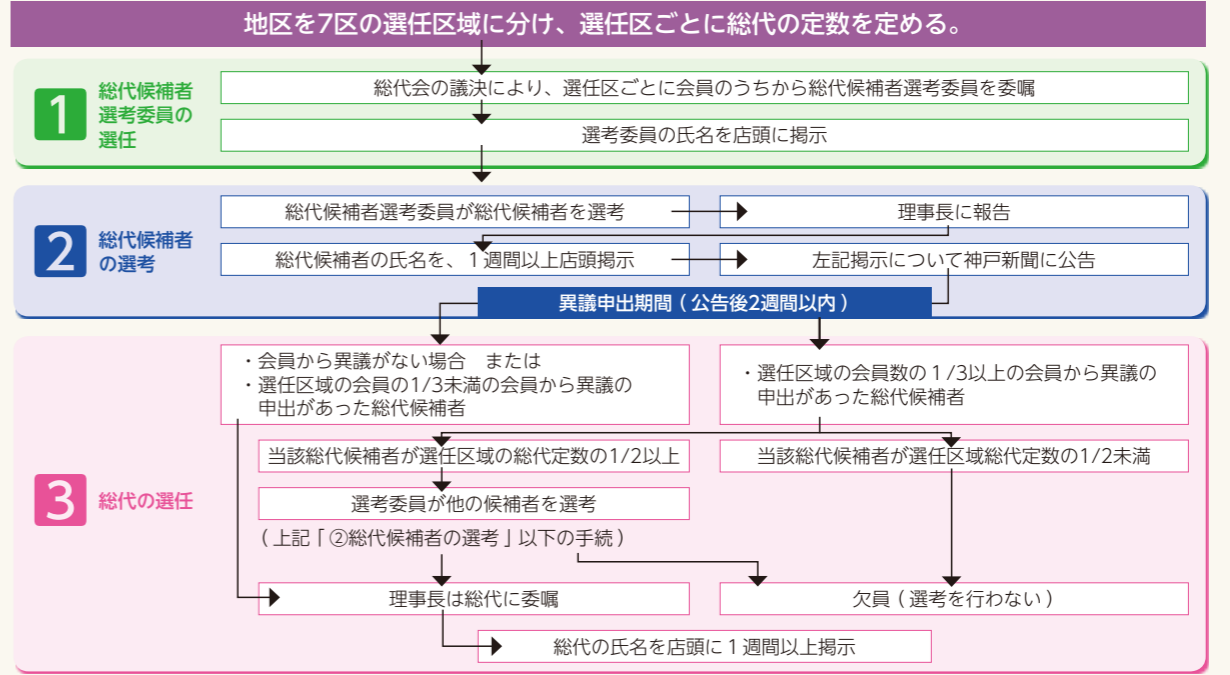 地区を7区の選任区域に分け、選任区ごとに総代の定数を定める。
1
総代候補者
選考委員の
選任
総代会の議決により、選任区ごとに会員のうちから総代候補者選考委員を委嘱
選考委員の氏名を店頭に掲示
2
総代候補者
の選考
総代候補者選考委員が総代候補者を選考
理事長に報告
総代候補者の氏名を、1週間以上店頭掲示
左記掲示について神戸新聞に公告
異議申出期間(公告後2週間以内)
3
総代の選任
・会員から異議がない場合　または
・選任区域の会員の1/3未満の会員から異議の
申出があった総代候補者
・選任区域の会員数の1/3以上の会員から異議の
申出があった総代候補者
当該総代候補者が選任区域の総代定数の1/2以上
当該総代候補者が選任区域総代定数の1/2未満
選考委員が他の候補者を選考
(上記「②総代候補者の選考」以下の手続)
理事長は総代に委嘱
欠員(選考を行わない)
総代の氏名を店頭に1週間以上掲示